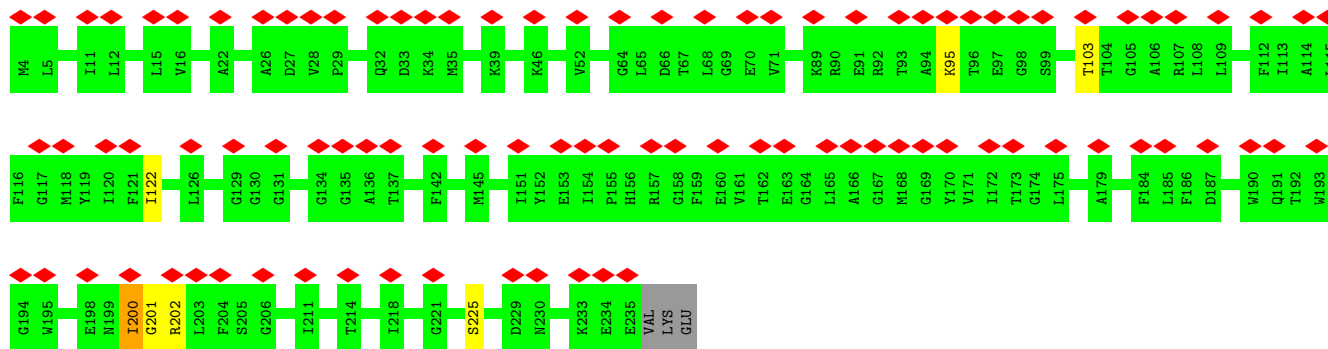 M4 L5 I11 L12 L15 V16 A22 A26 D27 V28 P29 Q32 D33 K34 M35 K39 K46 V52 G64 L65 D66 T67 L68 G69 E70 V71 K89 R90 E91 R92 T93 A94 K95 T96 E97 G98 S99 T103 T104 G105 A106 R107 L108 L109 F112 I113 A114 L115
F116 G117 M118 Y119 I120 F121 I122 L126 G129 G130 G131 G134 G135 A136 T137 F142 M145 I151 Y152 E153 I154 P155 H156 R157 G158 F159 E160 V161 T162 E163 G164 L165 A166 G167 M168 G169 Y170 V171 I172 T173 G174 L175 A179 F184 L185 F186 D187 W190 Q191 T192 W193
G194 W195 E198 N199 I200 G201 R202 L203 F204 S205 G206 I211 T214 I218 G221 S225 D229 N230 K233 E234 E235 VAL LYS GLU